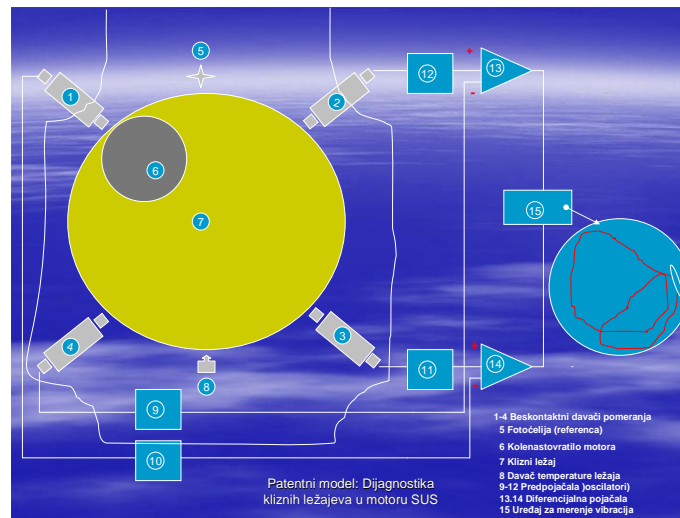 5
12
+
13
1
2
-
6
15
7
3
4
+
8
11
14
-
9
10
1-4 Beskontaktni davači pomeranja
5 Fotoćelija (referenca)
6 Kolenastovratilo motora
7 Klizni ležaj
8 Davač temperature ležaja
9-12 Predpojačala )oscilatori)
13.14 Diferencijalna pojačala
15 Uređaj za merenje vibracija
Patentni model: Dijagnostika
kliznih ležajeva u motoru SUS